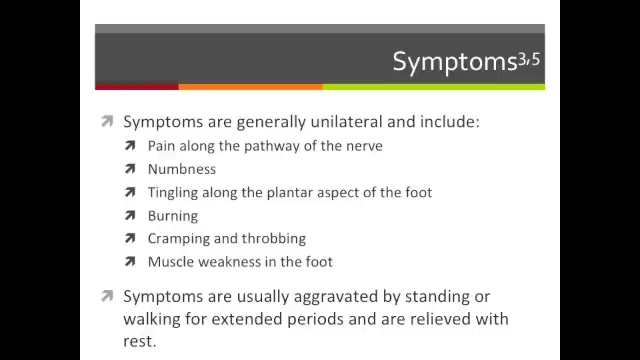 Symptoms3,5
Symptoms are generally unilateral and include:
Pain along the pathway of the nerve
Numbness
Tingling along the plantar aspect of the foot
Burning
Cramping and throbbing
Muscle weakness in the foot
Symptoms are usually aggravated by standing or
walking for extended periods and are relieved with
rest.